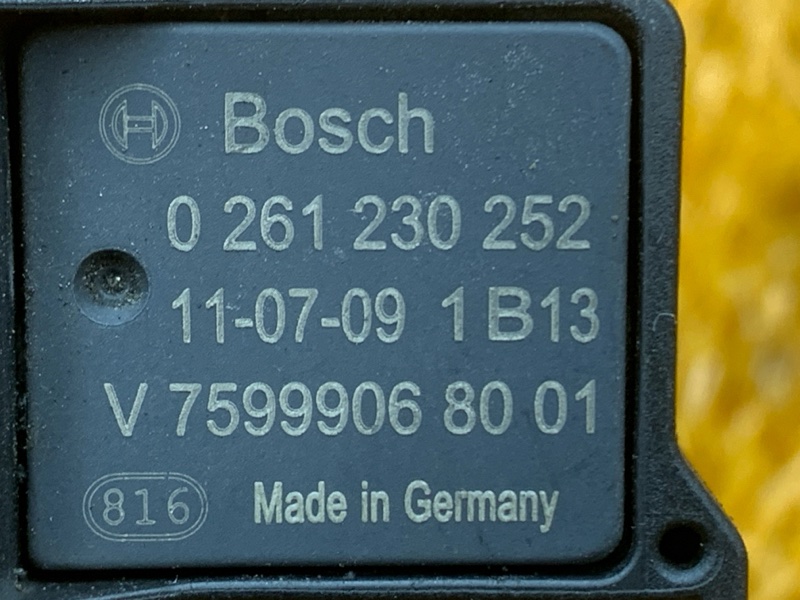 Bosch
0 261 230 252
11-07-09 1 B13
V 7599906 80 01
816 Made in Germany